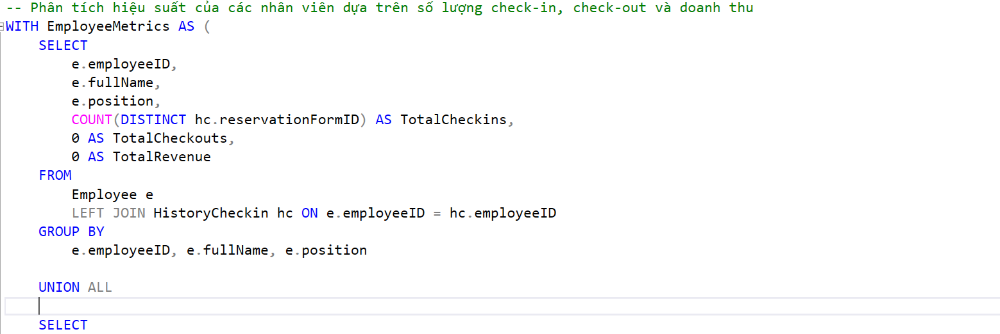 -- Phân tích hiệu suất của các nhân viên dựa trên số lượng check-in, check-out và doanh thu
WITH EmployeeMetrics AS (
    SELECT
        e.employeeID,
        e.fullName,
        e.position,
        COUNT(DISTINCT hc.reservationFormID) AS TotalCheckins,
        0 AS TotalCheckouts,
        0 AS TotalRevenue
    FROM
        Employee e
        LEFT JOIN HistoryCheckin hc ON e.employeeID = hc.employeeID
    GROUP BY
        e.employeeID, e.fullName, e.position
    UNION ALL
    SELECT